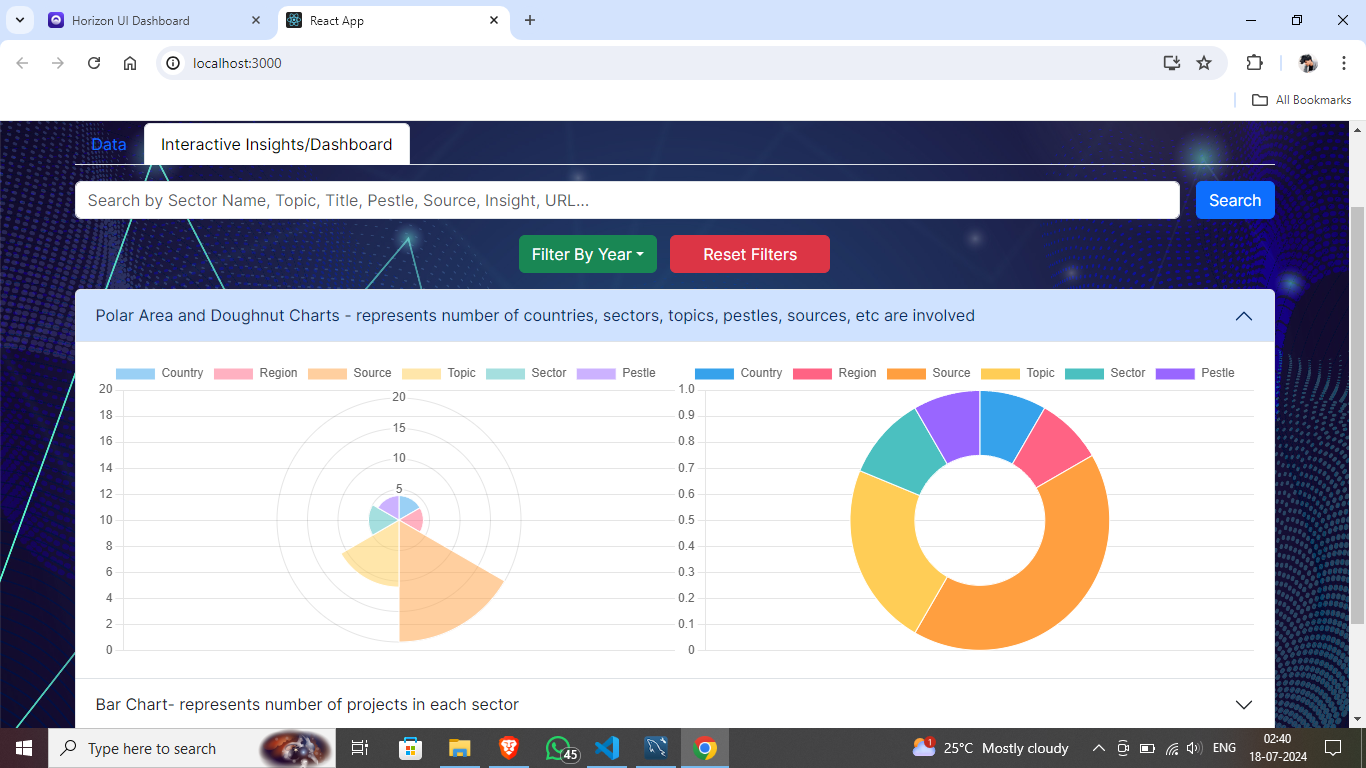 Horizon UI Dashboard
React App
localhost:3000
All Bookmarks
Data
Interactive Insights/Dashboard
Search by Sector Name, Topic, Title, Pestle, Source, Insight, URL...
Search
Filter By Year
Reset Filters
Polar Area and Doughnut Charts - represents number of countries, sectors, topics, pestles, sources, etc are involved
Country Region Source Topic Sector Pestle
20
18
16
14
12
10
8
6
4
2
0
20
15
10
5
Country Region Source Topic Sector Pestle
1.0
0.9
0.8
0.7
0.6
0.5
0.4
0.3
0.2
0.1
0
Bar Chart- represents number of projects in each sector
Type here to search
45
1
25°C Mostly cloudy
ENG
02:40
18-07-2024